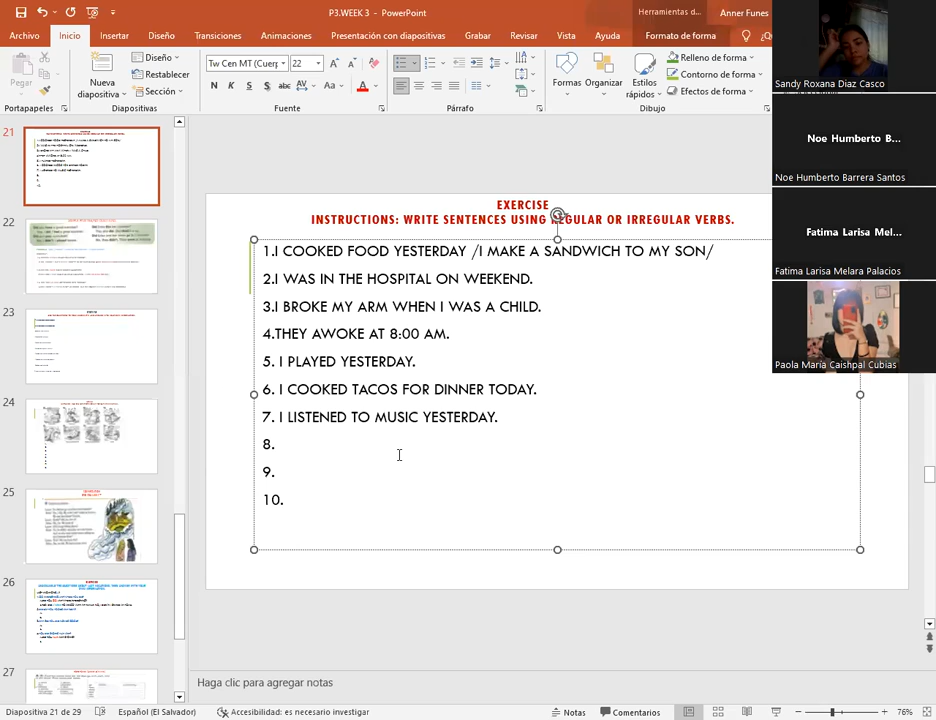 P3.WEEK 3 - PowerPoint
Herramientas d...
Anner Funes
Archivo Inicio Insertar Diseño Transiciones Animaciones Presentación con diapositivas Grabar Revisar Vista Ayuda Formato de forma
Pegar
Nueva diapositiva
Diseño
Restablecer
Sección
Tw Cen MT (Cuerp 22
N K S S abc AV Aa A
Formas Organizar Estilos rápidos
Relleno de forma
Contorno de forma
Efectos de forma
Portapapeles Diapositivas Fuente Párrafo Dibujo
Sandy Roxana Diaz Casco
Noe Humberto B...
Noe Humberto Barrera Santos
Fatima Larisa Mel...
Fatima Larisa Melara Palacios
Paola María Caishpal Cubias
21
22
23
24
25
26
27
EXERCISE
INSTRUCTIONS: WRITE SENTENCES USING REGULAR OR IRREGULAR VERBS.
1.I COOKED FOOD YESTERDAY /I MAKE A SANDWICH TO MY SON/
2.I WAS IN THE HOSPITAL ON WEEKEND.
3.I BROKE MY ARM WHEN I WAS A CHILD.
4.THEY AWOKE AT 8:00 AM.
5. I PLAYED YESTERDAY.
6. I COOKED TACOS FOR DINNER TODAY.
7. I LISTENED TO MUSIC YESTERDAY.
8.
9.
10.
Haga clic para agregar notas
Diapositiva 21 de 29 Español (El Salvador) Accesibilidad: es necesario investigar Notas Comentarios 76%